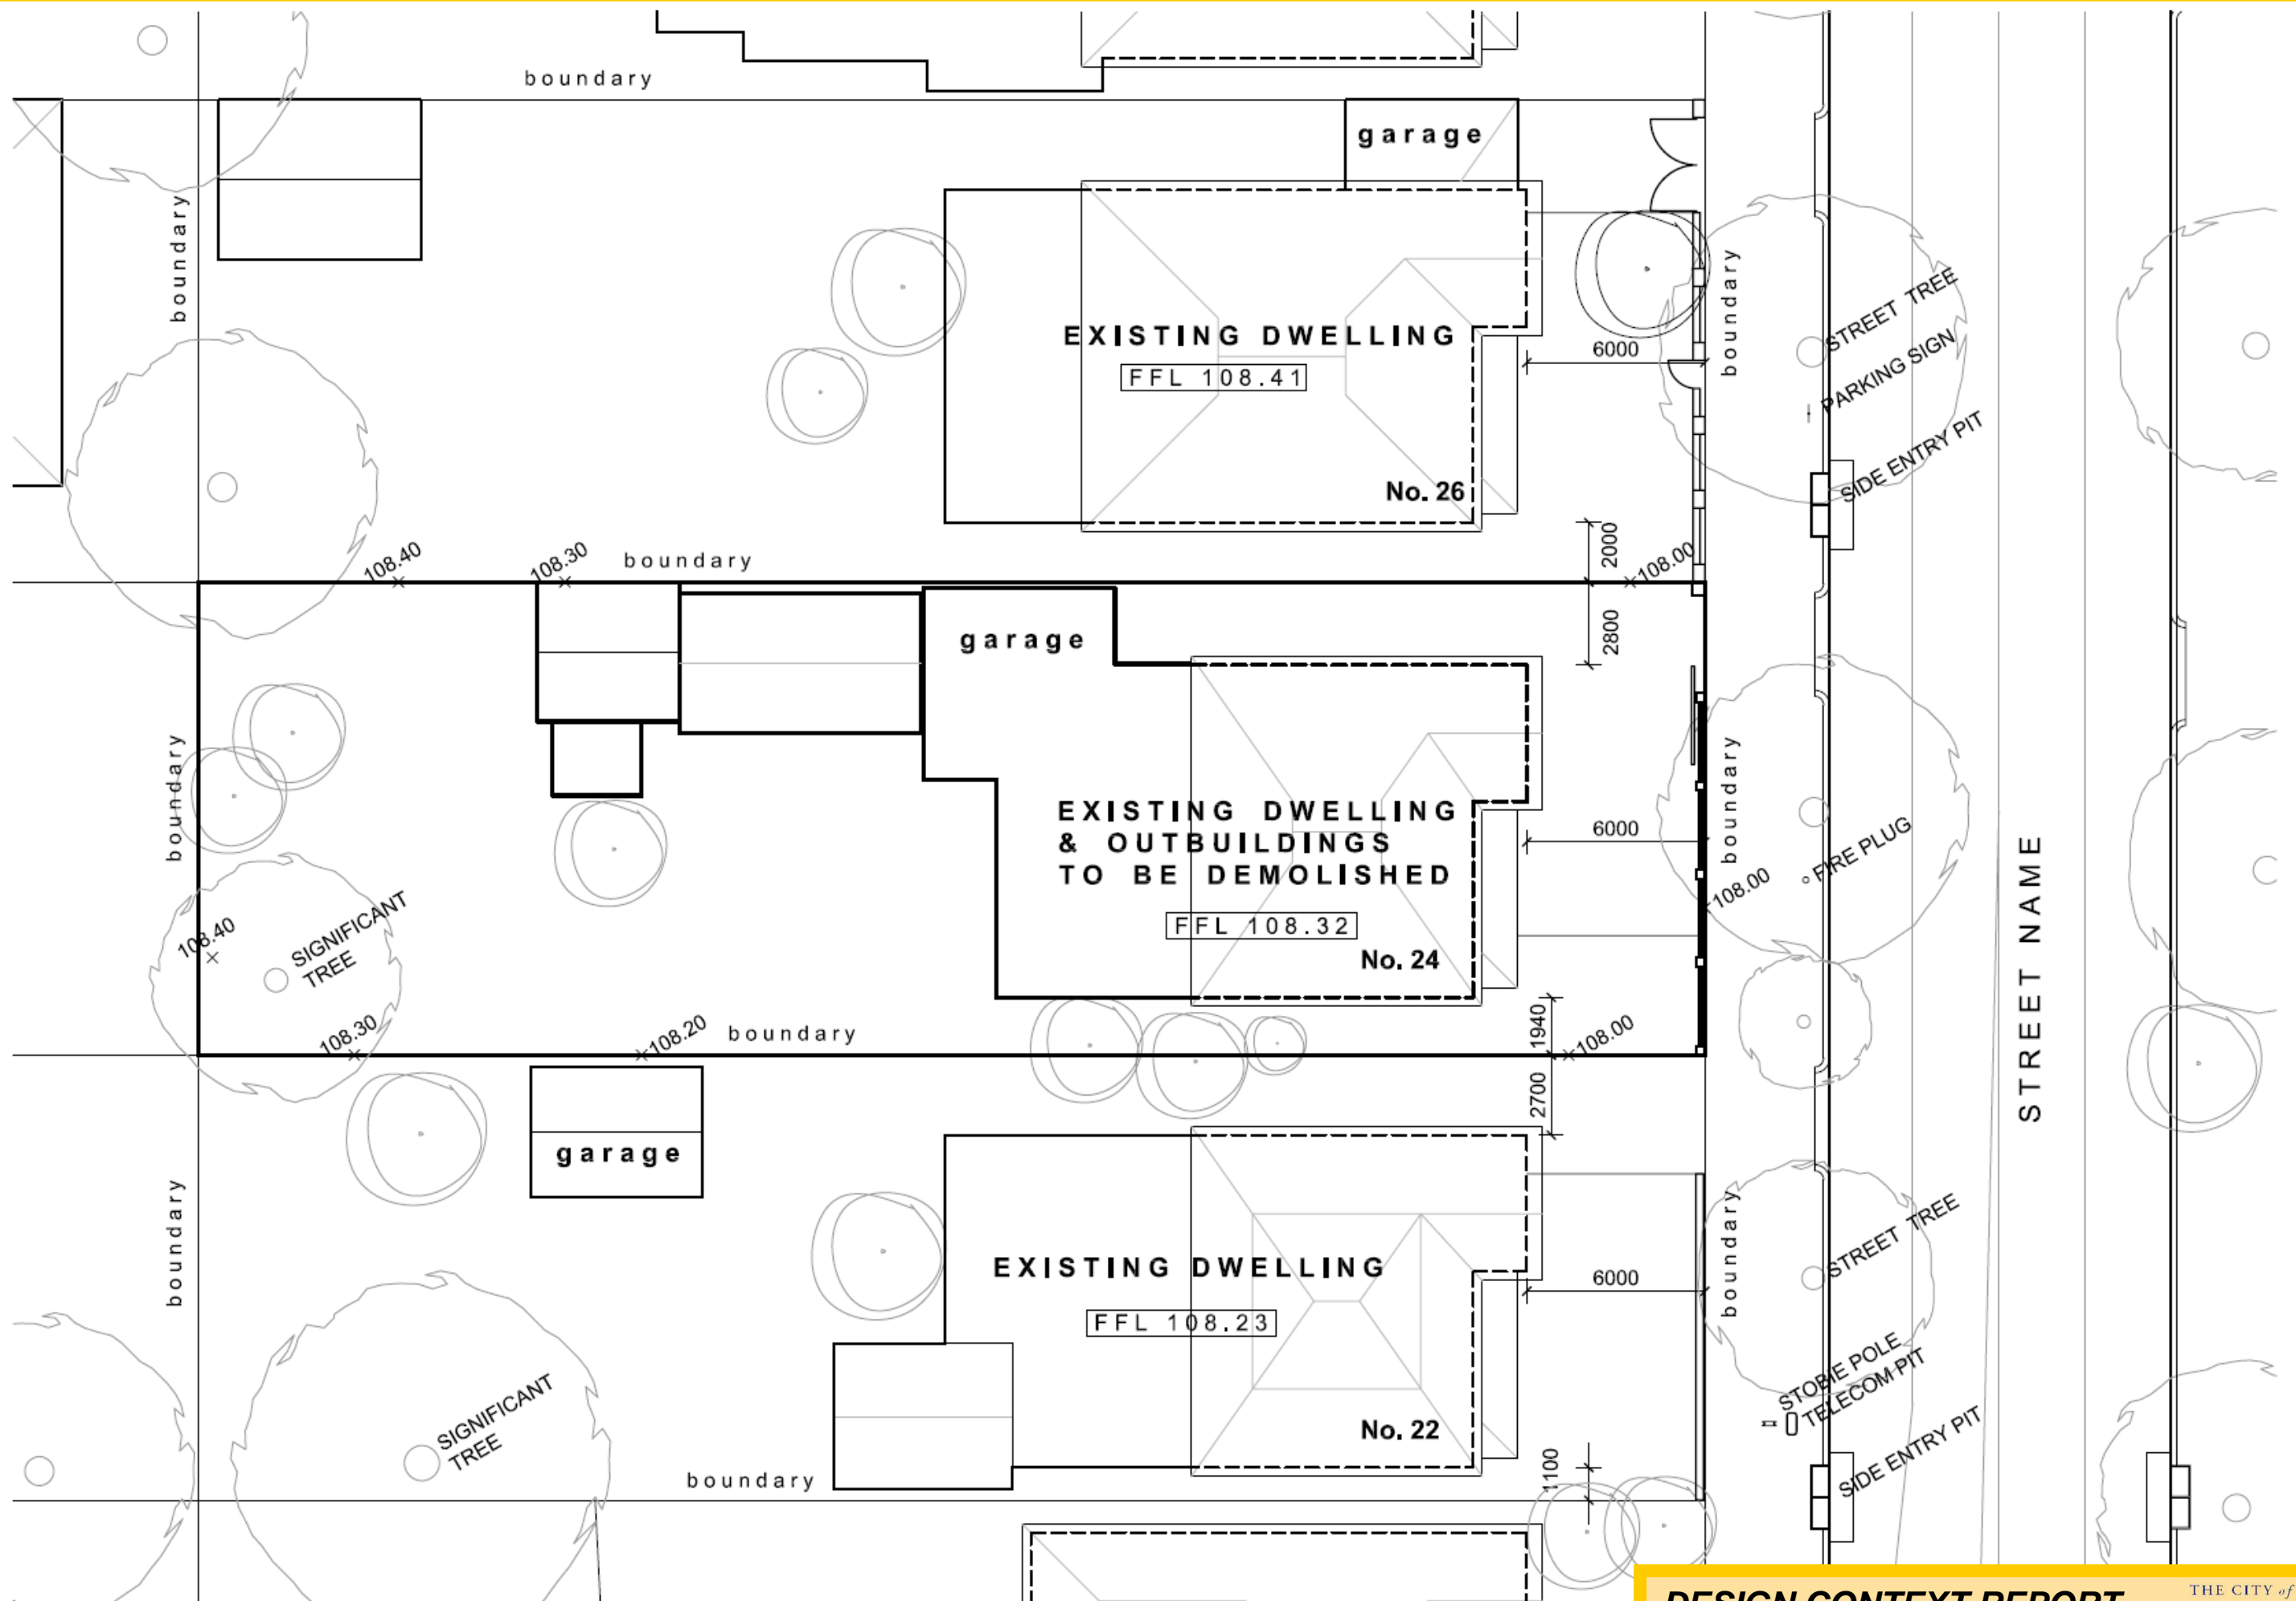 boundary
garage
boundary
boundary
STREET TREE
EXISTING DWELLING
FFL 108.41
6000
PARKING SIGN
SIDE ENTRY PIT
No. 26
2000
108.40
108.30
boundary
108.00
2800
garage
boundary
boundary
EXISTING DWELLING
& OUTBUILDINGS
TO BE DEMOLISHED
6000
FIRE PLUG
108.00
STREET NAME
FFL 108.32
No. 24
SIGNIFICANT
TREE
108.40
108.30
108.20
boundary
1940
108.00
2700
garage
boundary
boundary
STREET TREE
EXISTING DWELLING
FFL 108.23
6000
STOBIE POLE
TELECOM PIT
SIGNIFICANT
TREE
No. 22
SIDE ENTRY PIT
boundary
1100
DESIGN CONTEXT REPORT
THE CITY of